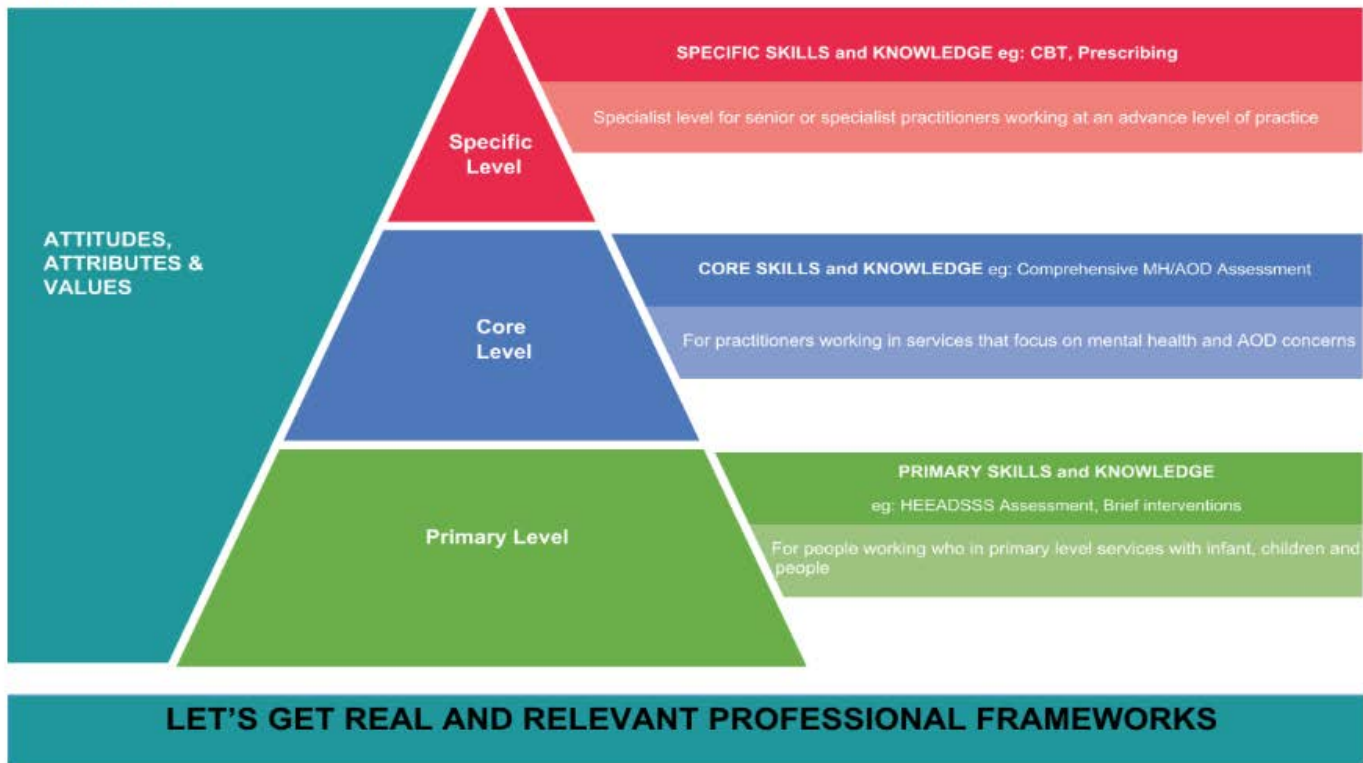 SPECIFIC SKILLS and KNOWLEDGE eg: CBT, Prescribing
Specialist level for senior or specialist practitioners working at an advance level of practice
Specific
Level
ATTITUDES,
ATTRIBUTES &
VALUES
CORE SKILLS and KNOWLEDGE eg: Comprehensive MH/AOD Assessment
For practitioners working in services that focus on mental health and AOD concerns
Core
Level
PRIMARY SKILLS and KNOWLEDGE
eg: HEEADSSS Assessment, Brief interventions
For people working who in primary level services with infant, children and
people
Primary Level
LET'S GET REAL AND RELEVANT PROFESSIONAL FRAMEWORKS